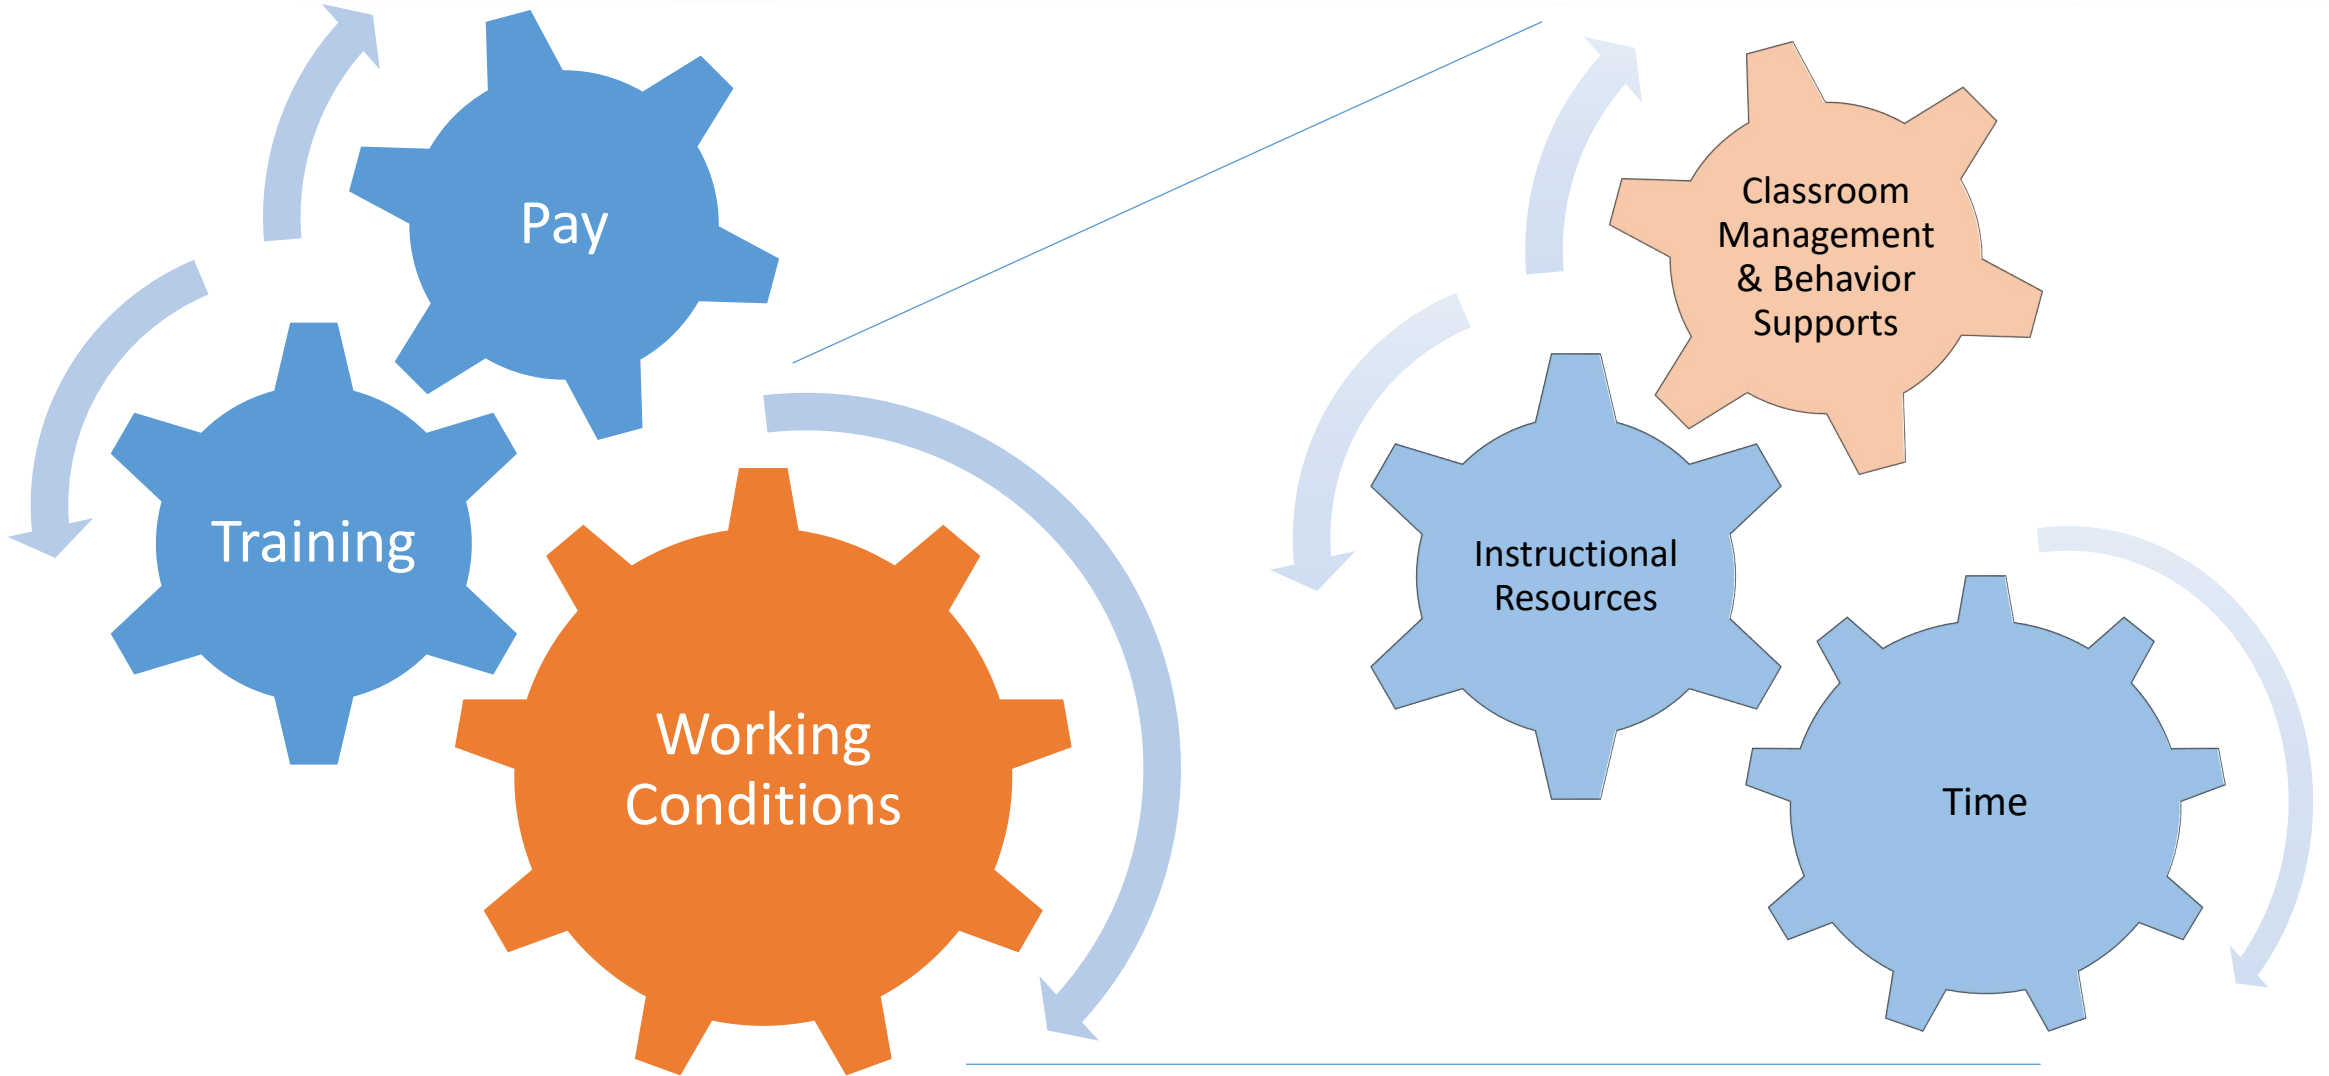 Pay
Training
Working
Conditions
Classroom
Management
& Behavior
Supports
Instructional
Resources
Time